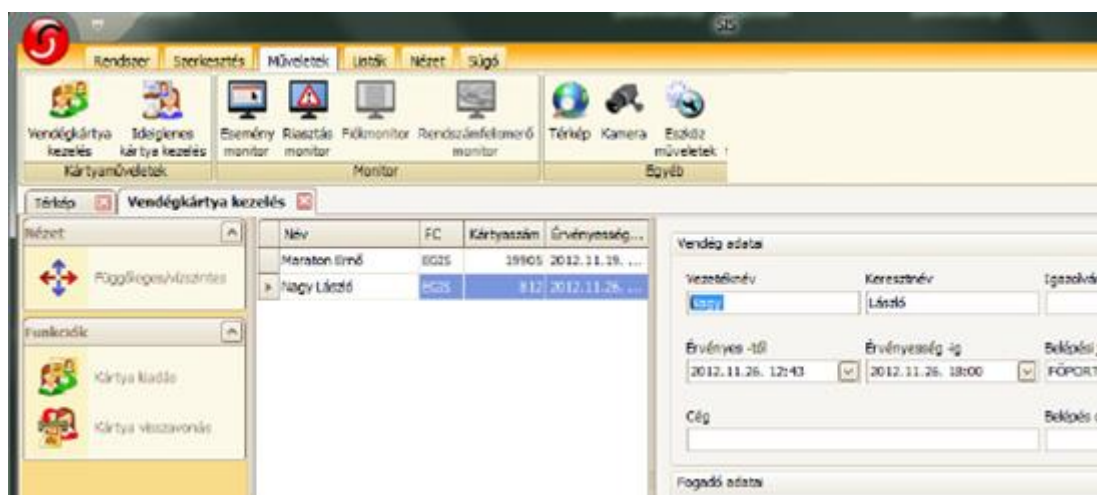 SIS
Rendszer Szerkesztés Műveletek Listák Nézet Súgó
Vendégkártya kezelés
Ideiglenes kártya kezelés
Esemény monitor
Riasztás monitor
Fiókmonitor
Rendszámfelismerő monitor
Térkép
Kamera
Eszköz műveletek
Kártyaműveletek Monitor Egyéb
Térkép Vendégkártya kezelés
Nézet
Függőleges/vízszintes
Funkciók
Kártya kiadás
Kártya visszavonás
Név FC Kártyaszám Érvényesség...
Maraton Ernő EGIS 19905 2012.11.19. ...
Nagy László EGIS 812 2012.11.26. ...
Vendég adatai
Vezetéknév Keresztnév Igazolvá
Nagy László
Érvényes -től Érvényesség -ig Belépési
2012.11.26. 12:43 2012.11.26. 18:00 FŐPORT
Cég Belépés
Fogadó adatai